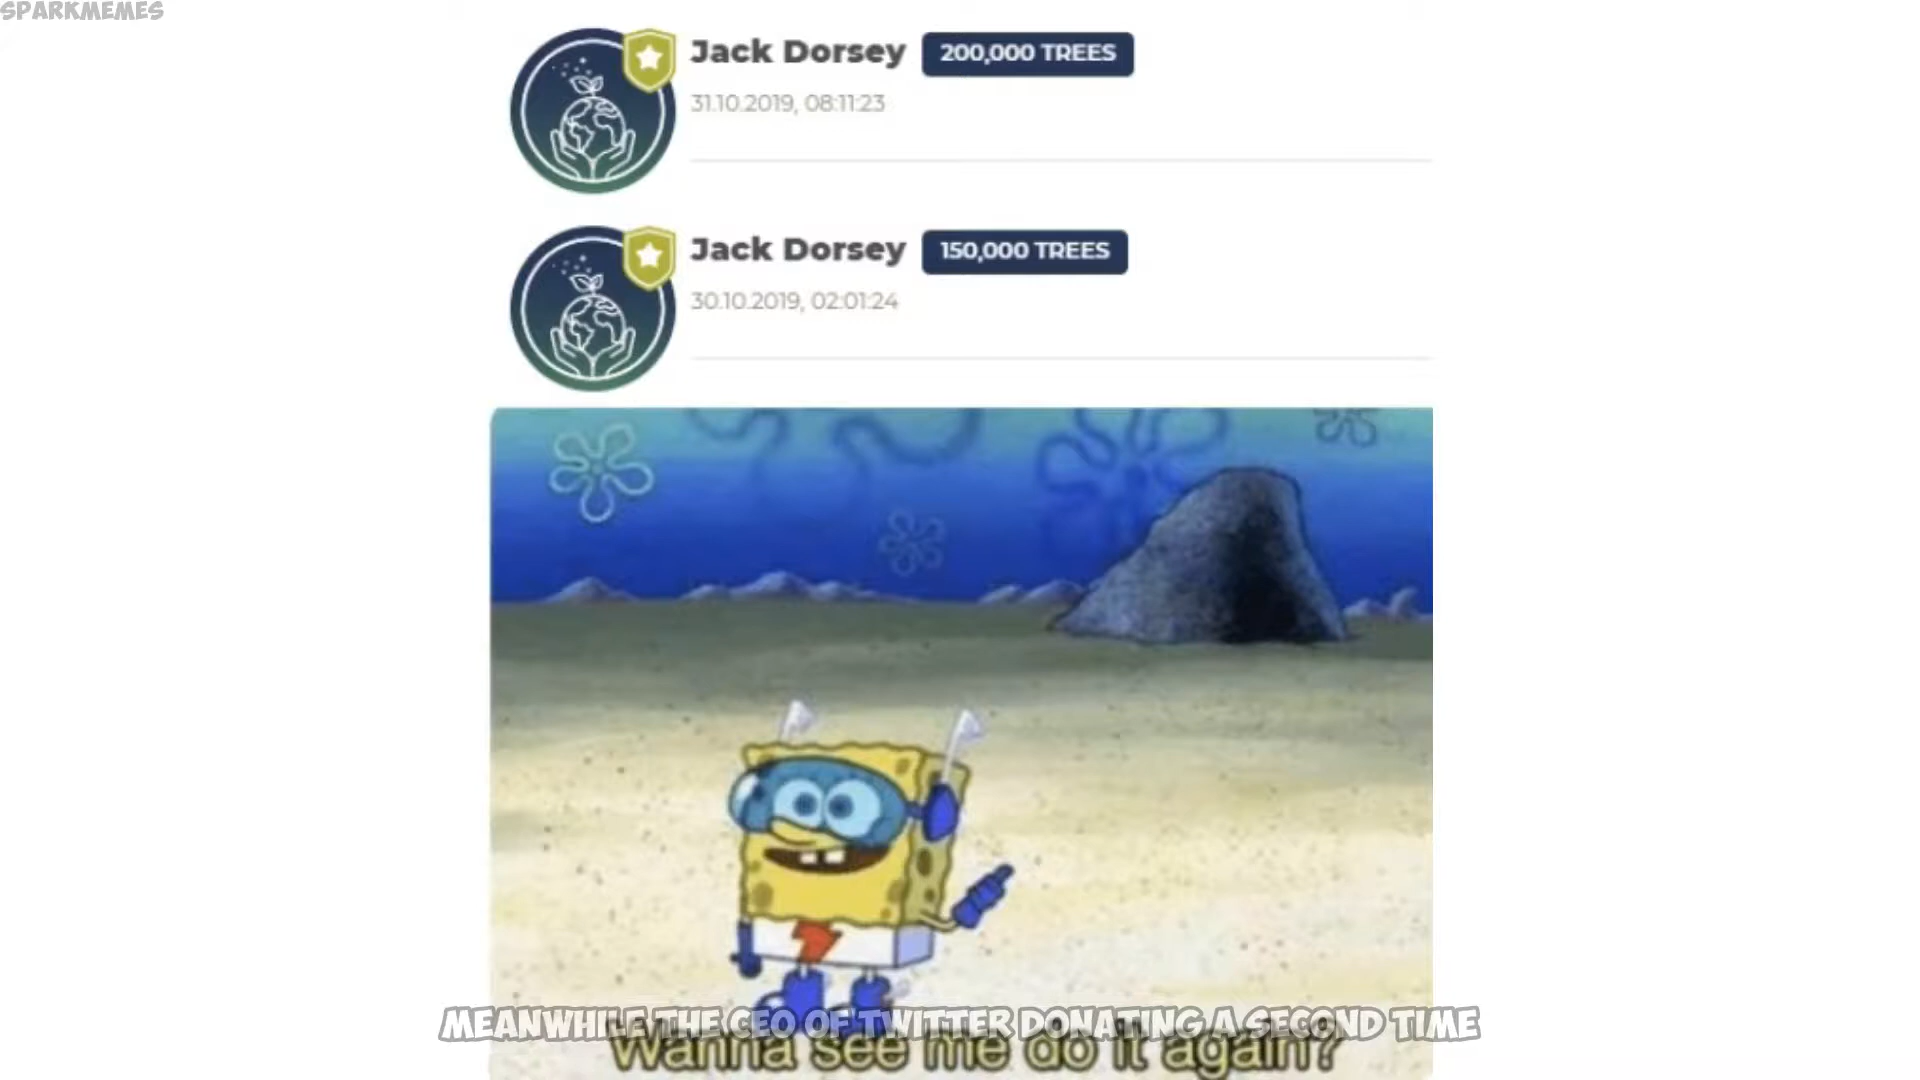 SPARKMEMES
Jack Dorsey 200,000 TREES
31.10.2019, 08:11:23
Jack Dorsey 150,000 TREES
30.10.2019, 02:01:24
MEANWHILE THE CEO OF TWITTER DONATING A SECOND TIME
Wanna see me do it again?